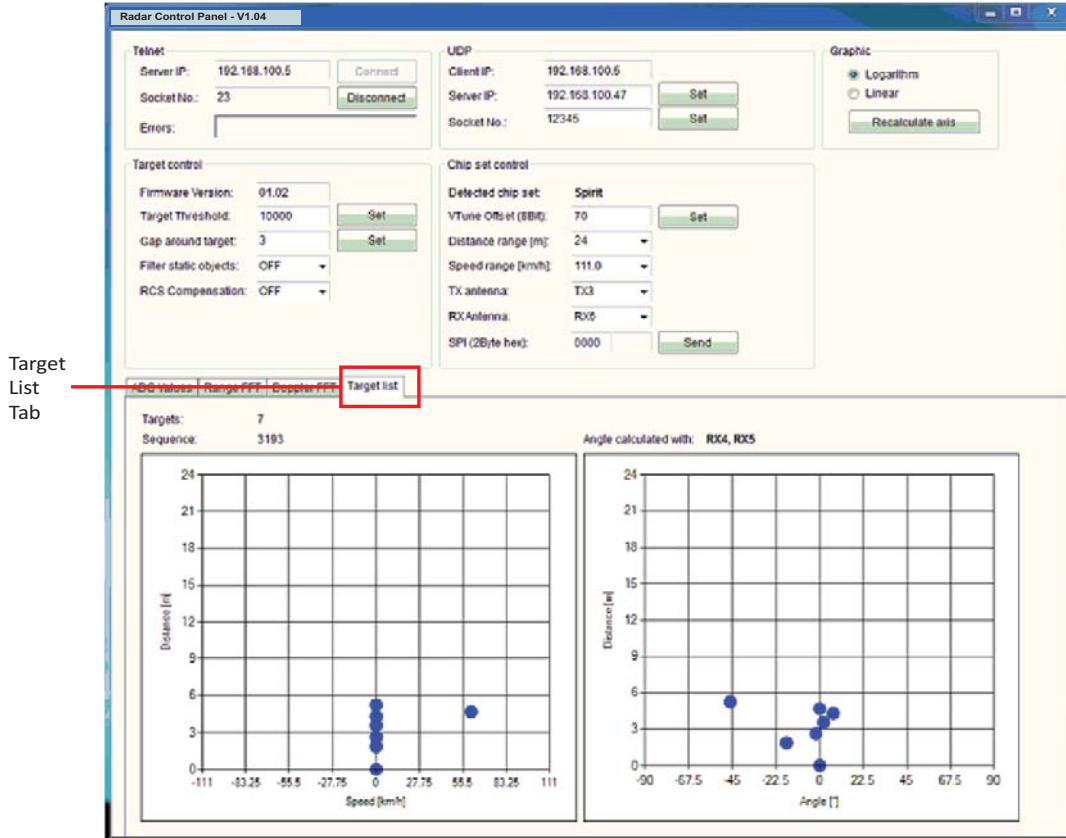 Radar Control Panel - V1.04
Telnet
Server IP: 192.168.100.5 Connect
Socket No.: 23 Disconnect
Errors:
UDP
Client IP: 192.168.100.5
Server IP: 192.168.100.47 Set
Socket No.: 12345 Set
Graphic
Logarithm
Linear
Recalculate axis
Target control
Firmware Version: 01.02
Target Threshold: 10000 Set
Gap around target: 3 Set
Filter static objects: OFF
RCS Compensation: OFF
Chip set control
Detected chip set: Spirit
VTune Offset (8Bit): 70 Set
Distance range [m]: 24
Speed range [km/h]: 111.0
TX antenna: TX3
RX Antenna: RX5
SPI (2Byte hex): 0000 Send
Target
List
Tab
ADC Values Range FFT Doppler FFT Target list
Targets: 7
Sequence: 3193
Angle calculated with: RX4, RX5
Distance [m]
24
21
18
15
12
9
6
3
0
-111 -83.25 -55.5 -27.75 0 27.75 55.5 83.25 111
Speed [km/h]
Distance [m]
24
21
18
15
12
9
6
3
0
-90 -67.5 -45 -22.5 0 22.5 45 67.5 90
Angle [°]